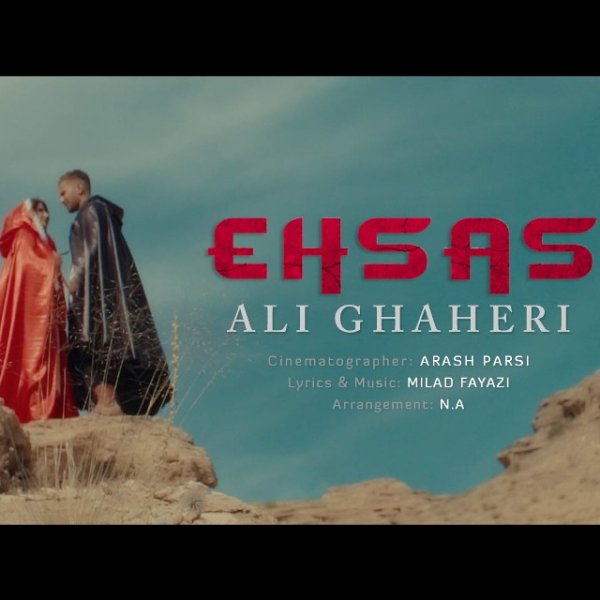 EHSAS
ALI GHAHERI
Cinematographer: ARASH PARSI
Lyrics & Music: MILAD FAYAZI
Arrangement: N.A